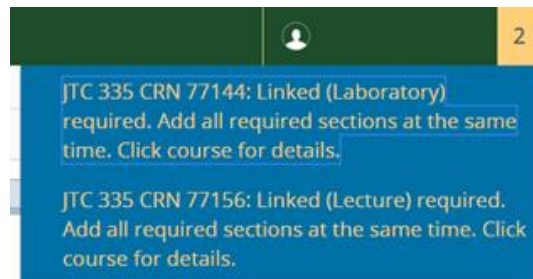 2
JTC 335 CRN 77144: Linked (Laboratory)
required. Add all required sections at the same
time. Click course for details.
JTC 335 CRN 77156: Linked (Lecture) required.
Add all required sections at the same time. Click
course for details.